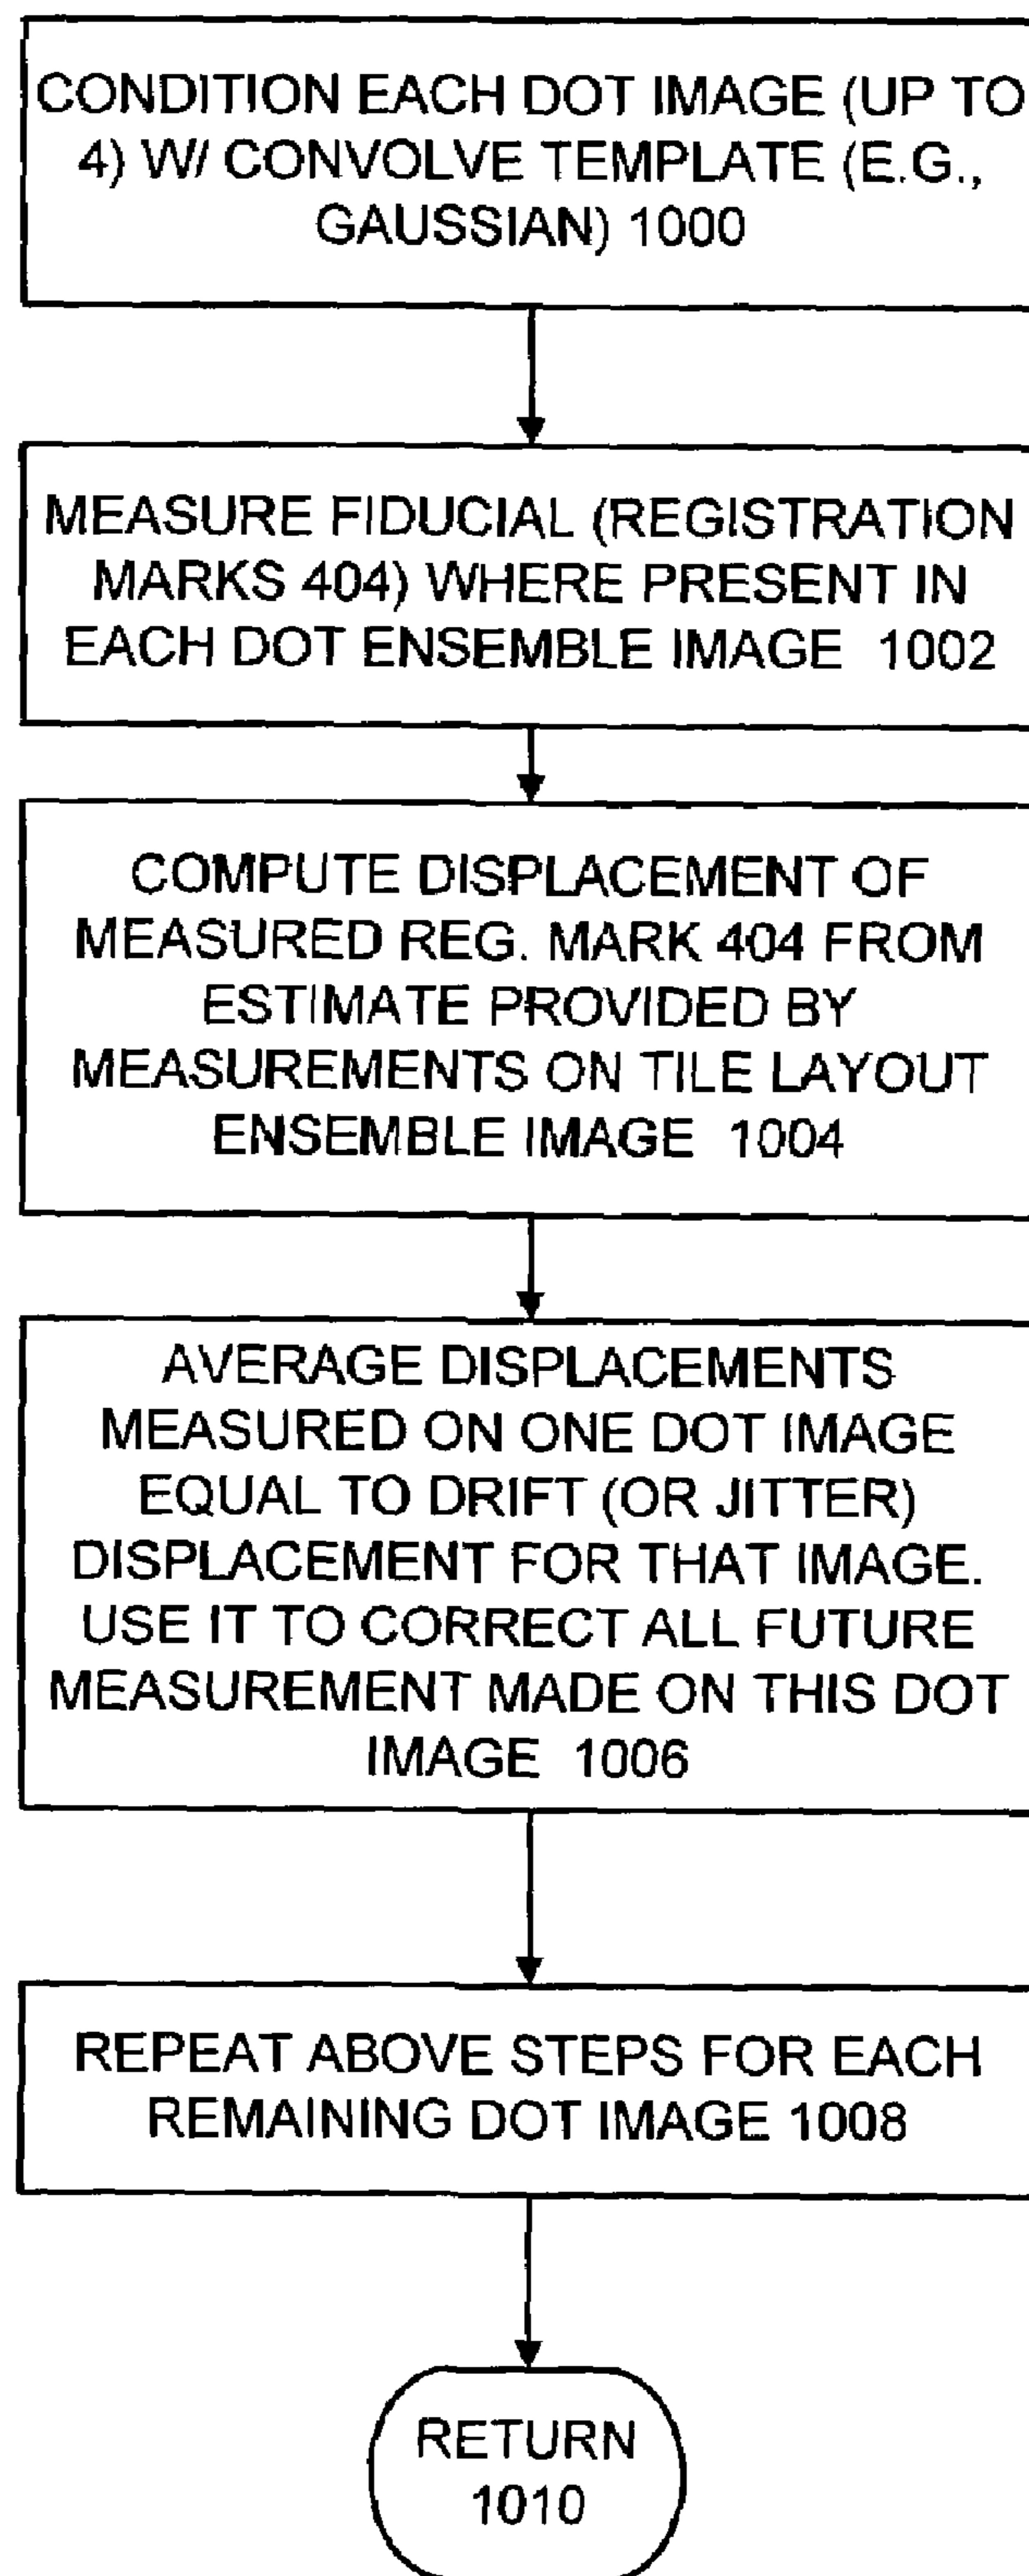 CONDITION EACH DOT IMAGE (UP TO
4) W/ CONVOLVE TEMPLATE (E.G.,
GAUSSIAN) 1000
MEASURE FIDUCIAL (REGISTRATION
MARKS 404) WHERE PRESENT IN
EACH DOT ENSEMBLE IMAGE 1002
COMPUTE DISPLACEMENT OF
MEASURED REG. MARK 404 FROM
ESTIMATE PROVIDED BY
MEASUREMENTS ON TILE LAYOUT
ENSEMBLE IMAGE 1004
AVERAGE DISPLACEMENTS
MEASURED ON ONE DOT IMAGE
EQUAL TO DRIFT (OR JITTER)
DISPLACEMENT FOR THAT IMAGE.
USE IT TO CORRECT ALL FUTURE
MEASUREMENT MADE ON THIS DOT
IMAGE 1006
REPEAT ABOVE STEPS FOR EACH
REMAINING DOT IMAGE 1008
RETURN
1010